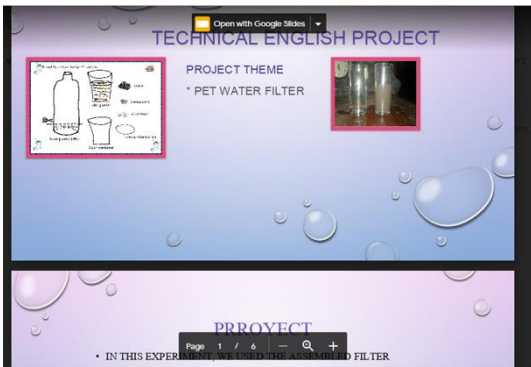 Open with Google Slides
TECHNICAL ENGLISH PROJECT
PROJECT THEME
* PET WATER FILTER
PRROYECT
Page 1 / 6
• IN THIS EXPERIMENT, WE USED THE ASSEMBLED FILTER